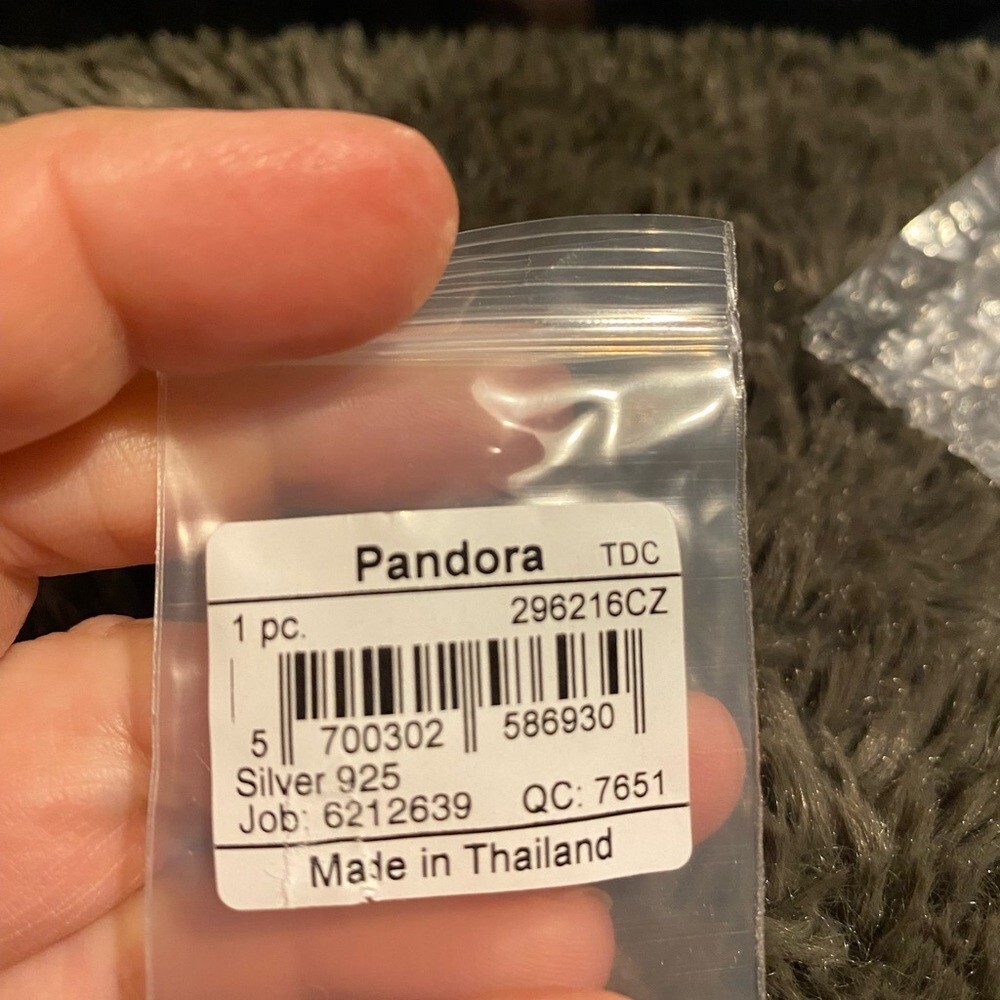 Pandora TDC
1 pc. 296216CZ
5 700302 586930
Silver 925
Job: 6212639 QC: 7651
Made in Thailand